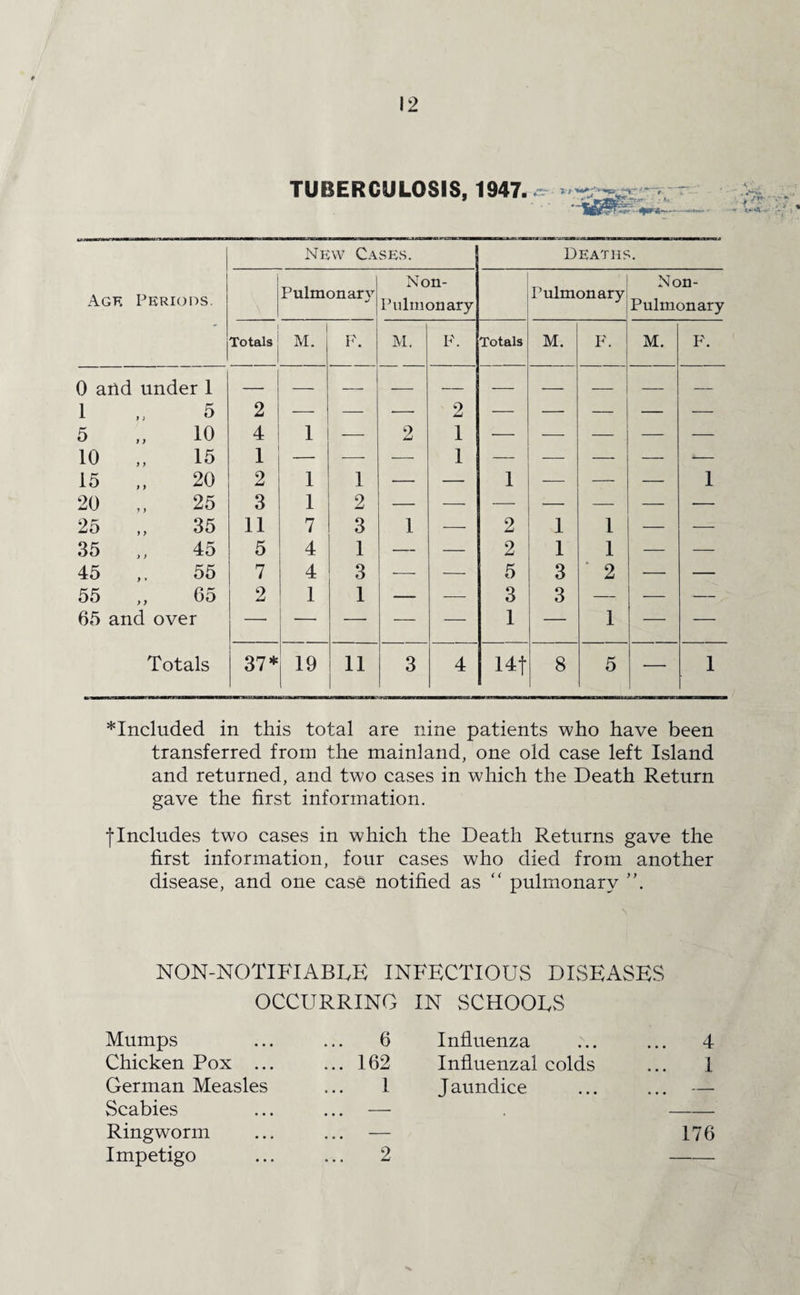 12
TUBERCULOSIS, 1947.
Age Periods. New Cases. Deaths.
Pulmonary Non-Pulmonary Pulmonary Non-Pulmonary
Totals M. F. M. F. Totals M. F. M. F.
0 and under 1 — — — — — — — — — —
1 ,, 5 2 — — — 2 — — — — —
5 ,, 10 4 1 — 2 1 — — — — —
10 ,, 15 1 — — — 1 — — — — —
15 ,, 20 2 1 1 — — 1 — — — 1
20 ,, 25 3 1 2 — — — — — — —
25 ,, 35 11 7 3 1 — 2 1 1 — —
35 ,, 45 5 4 1 — — 2 1 1 — —
45 ,, 55 7 4 3 — — 5 3 2 — —
55 ,, 65 2 1 1 — — 3 3 — — —
65 and over — — — — — 1 — 1 — —
Totals 37* 19 11 3 4 14† 8 5 — 1
*Included in this total are nine patients who have been
transferred from the mainland, one old case left Island
and returned, and two cases in which the Death Return
gave the first information.
†Includes two cases in which the Death Returns gave the
first information, four cases who died from another
disease, and one case notified as “ pulmonary ”.
NON-NOTIFIABLE INFECTIOUS DISEASES
OCCURRING IN SCHOOLS
Mumps ... ... 6 Influenza ... ... 4
Chicken Pox ... ... 162 Influenzal colds ... 1
German Measles ... 1 Jaundice ... ... —
Scabies ... ... —
Ringworm ... ... — 176
Impetigo ... ... 2